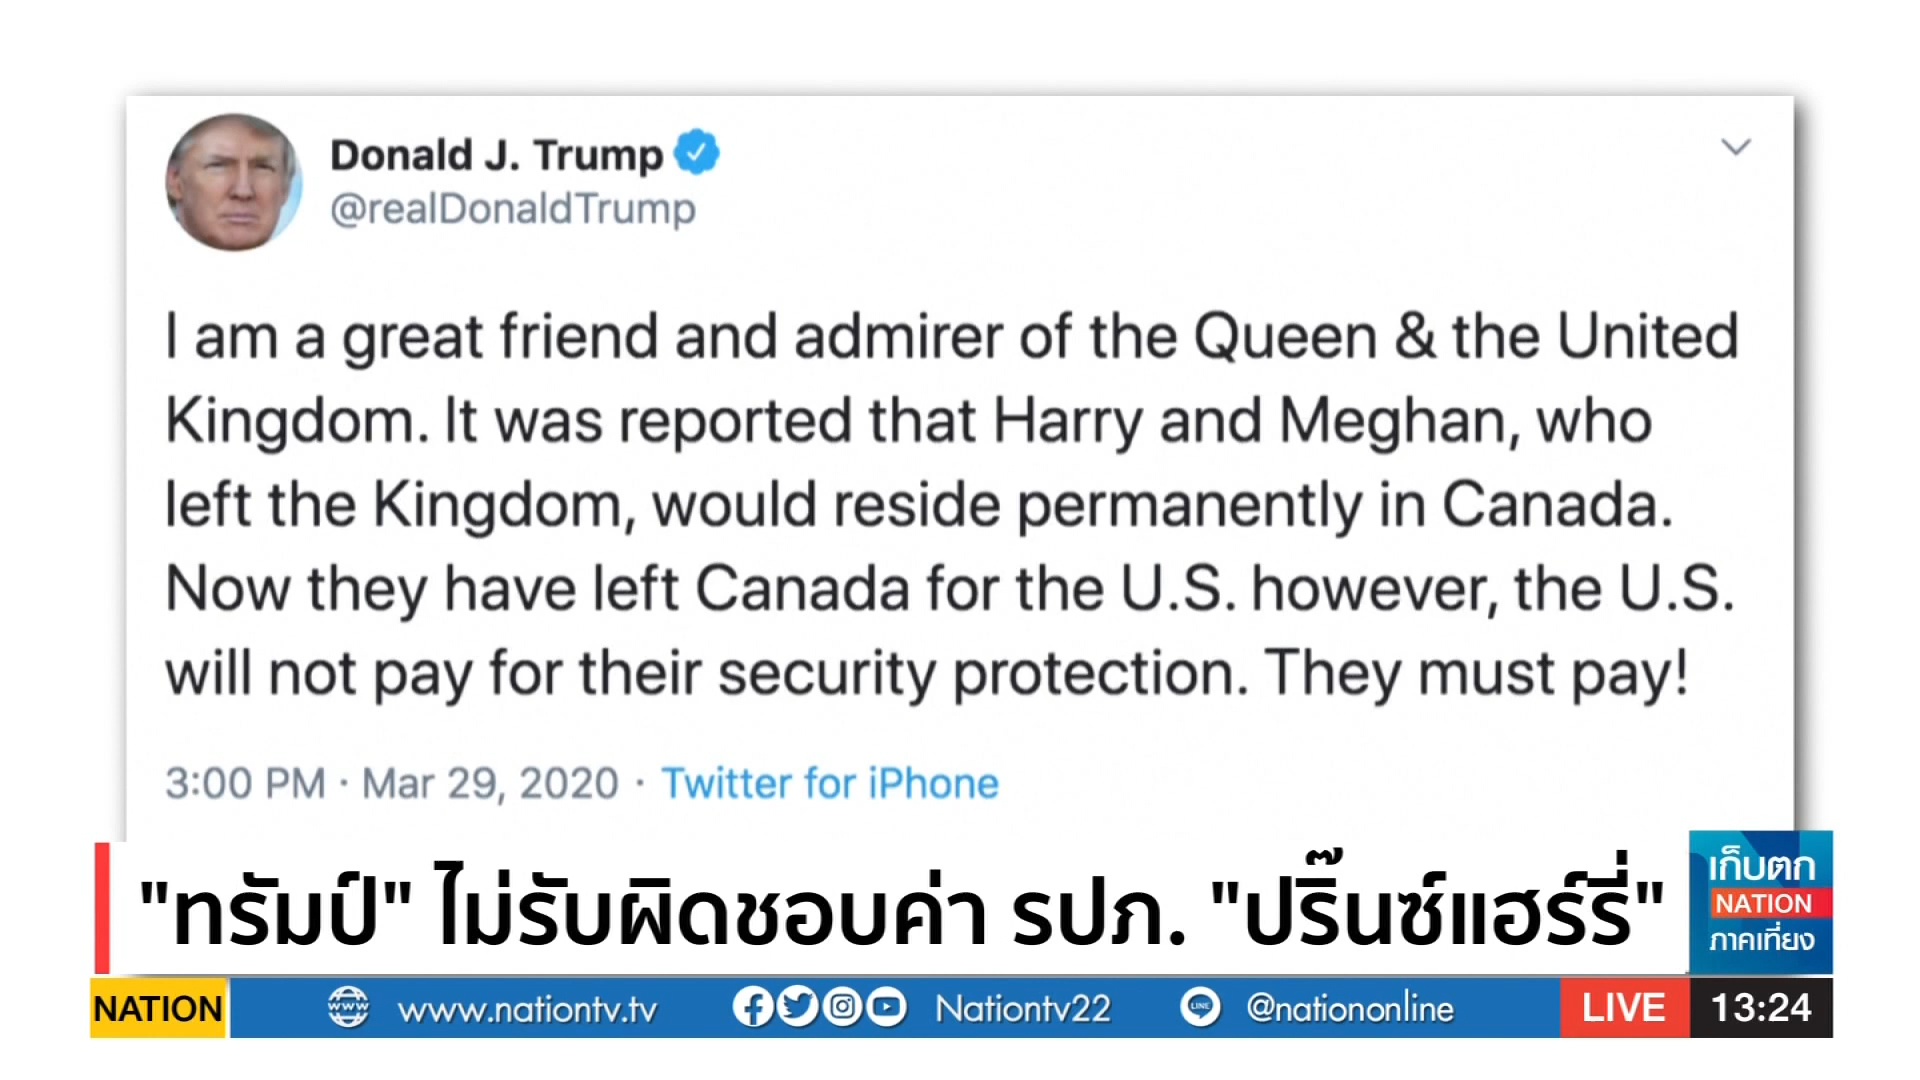 Donald J. Trump
@realDonaldTrump
I am a great friend and admirer of the Queen & the United
Kingdom. It was reported that Harry and Meghan, who
left the Kingdom, would reside permanently in Canada.
Now they have left Canada for the U.S. however, the U.S.
will not pay for their security protection. They must pay!
3:00 PM · Mar 29, 2020 · Twitter for iPhone
"ทรัมป์" ไม่รับผิดชอบค่า รปภ. "ปริ๊นซ์แฮร์รี่"
เก็บตก
NATION
ภาคเที่ยง
NATION www www.nationtv.tv Nationtv22 LINE @nationonline LIVE 13:24